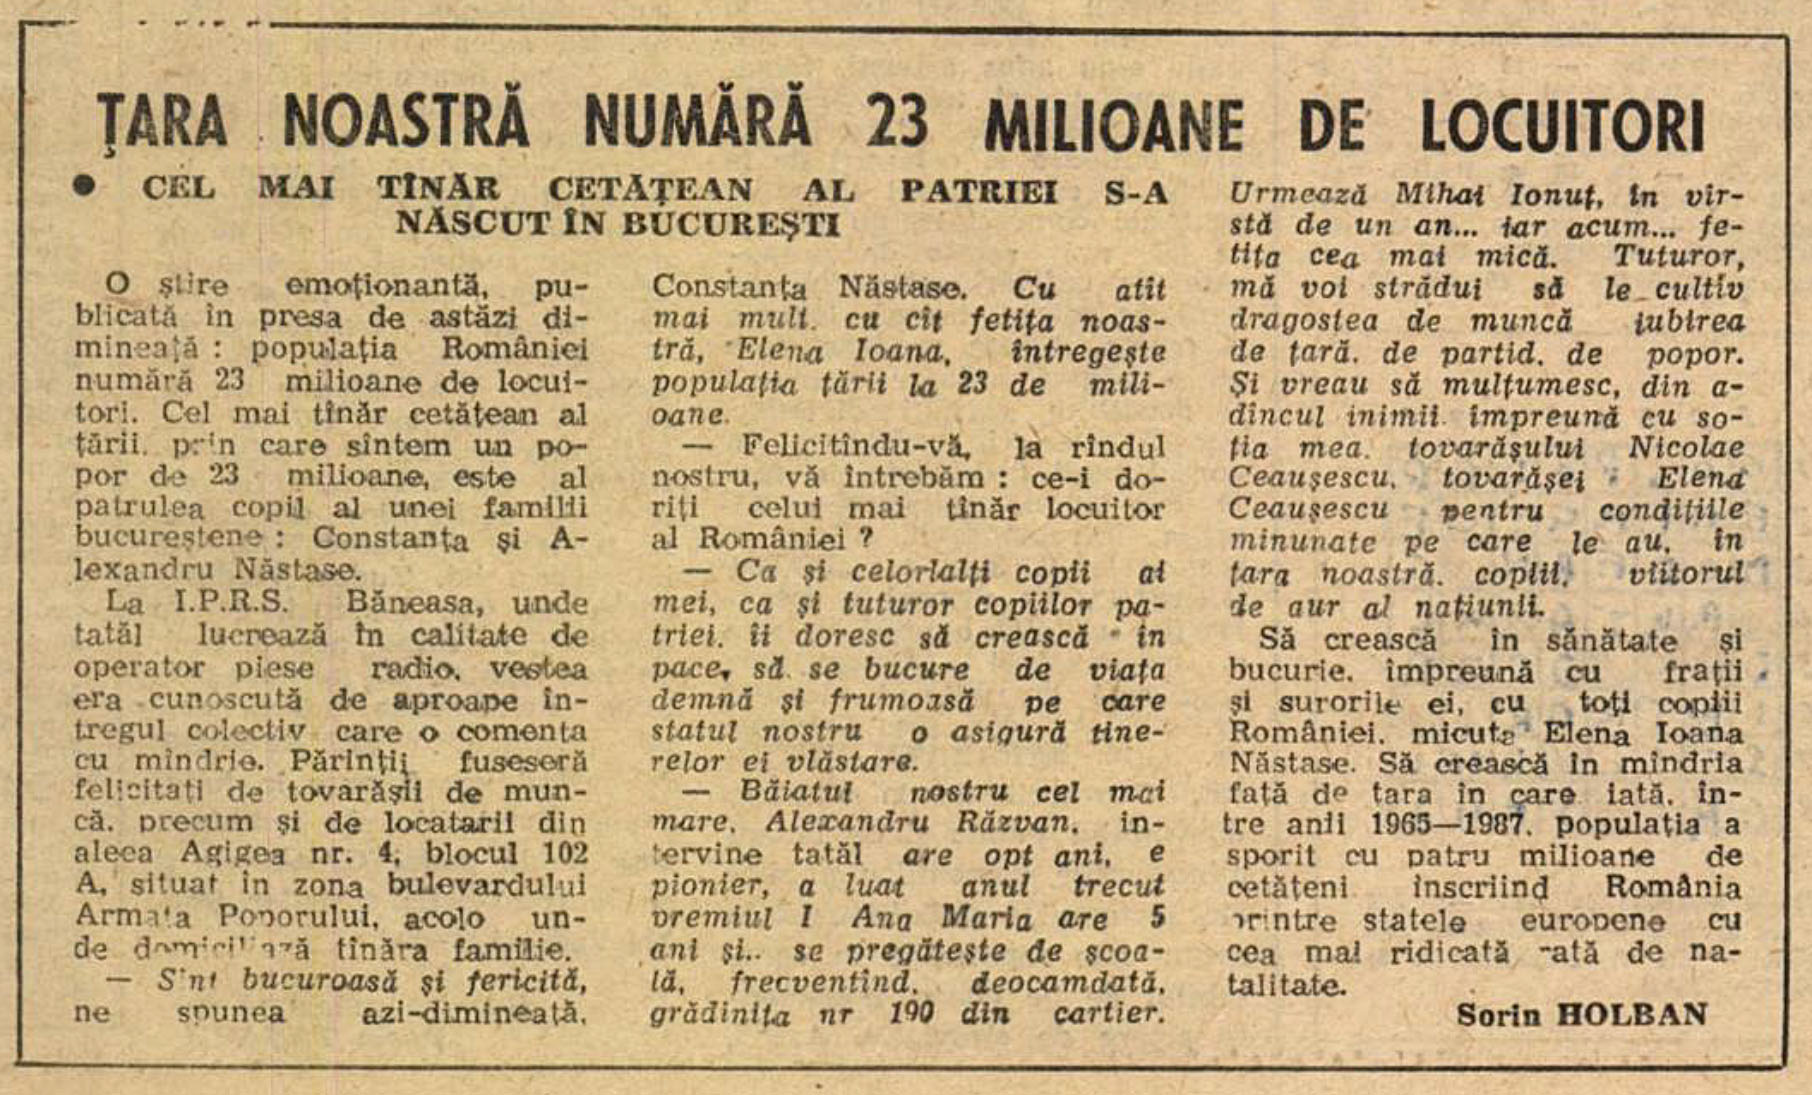 ȚARA NOASTRĂ NUMĂRĂ 23 MILIOANE DE LOCUITORI
● CEL MAI TÎNĂR CETĂȚEAN AL PATRIEI S-A
NĂSCUT ÎN BUCUREȘTI
O știre emoționantă, pu-
blicată în presa de astăzi di-
mineață : populația României
numără 23 milioane de locui-
tori. Cel mai tînăr cetățean al
țării, prin care sîntem un po-
por de 23 milioane, este al
patrulea copil al unei familii
bucureștene : Constanța și A-
lexandru Năstase.
La I.P.R.S. Băneasa, unde
tatăl lucrează în calitate de
operator piese radio, vestea
era cunoscută de aproape în-
tregul colectiv care o comenta
cu mîndrie. Părinții fuseseră
felicitați de tovarășii de mun-
că, precum și de locatarii din
aleea Agigea nr. 4, blocul 102
A, situat în zona bulevardului
Armata Poporului, acolo un-
de domiciliază tînăra familie.
— Sînt bucuroasă și fericită,
ne spunea azi-dimineață,
Constanța Năstase. Cu atît
mai mult, cu cît fetița noas-
tră, Elena Ioana, întregește
populația țării la 23 de mili-
oane.
— Felicitîndu-vă, la rîndul
nostru, vă întrebăm : ce-i do-
riți celui mai tînăr locuitor
al României ?
— Ca și celorlalți copii ai
mei, ca și tuturor copiilor pa-
triei, îi doresc să crească în
pace, să se bucure de viața
demnă și frumoasă pe care
statul nostru o asigură tine-
relor ei vlăstare.
— Băiatul nostru cel mai
mare, Alexandru Răzvan, in-
tervine tatăl are opt ani, e
pionier, a luat anul trecut
premiul I Ana Maria are 5
ani și.. se pregătește de școa-
lă, frecventînd, deocamdată,
grădinița nr 190 din cartier.
Urmează Mihai Ionuț, în vîr-
stă de un an... iar acum... fe-
tița cea mai mică. Tuturor,
mă voi strădui să le cultiv
dragostea de muncă iubirea
de țară, de partid, de popor.
Și vreau să mulțumesc, din a-
dîncul inimii împreună cu so-
ția mea, tovarășului Nicolae
Ceaușescu, tovarășei Elena
Ceaușescu pentru condițiile
minunate pe care le au, în
țara noastră, copiii, viitorul
de aur al națiunii.
Să crească în sănătate și
bucurie, împreună cu frații
și surorile ei, cu toți copiii
României, micuța Elena Ioana
Năstase. Să crească în mîndria
față de țara în care iată, în-
tre anii 1965—1987, populația a
sporit cu patru milioane de
cetățeni înscriind România
printre statele europene cu
cea mai ridicată rată de na-
talitate.
Sorin HOLBAN